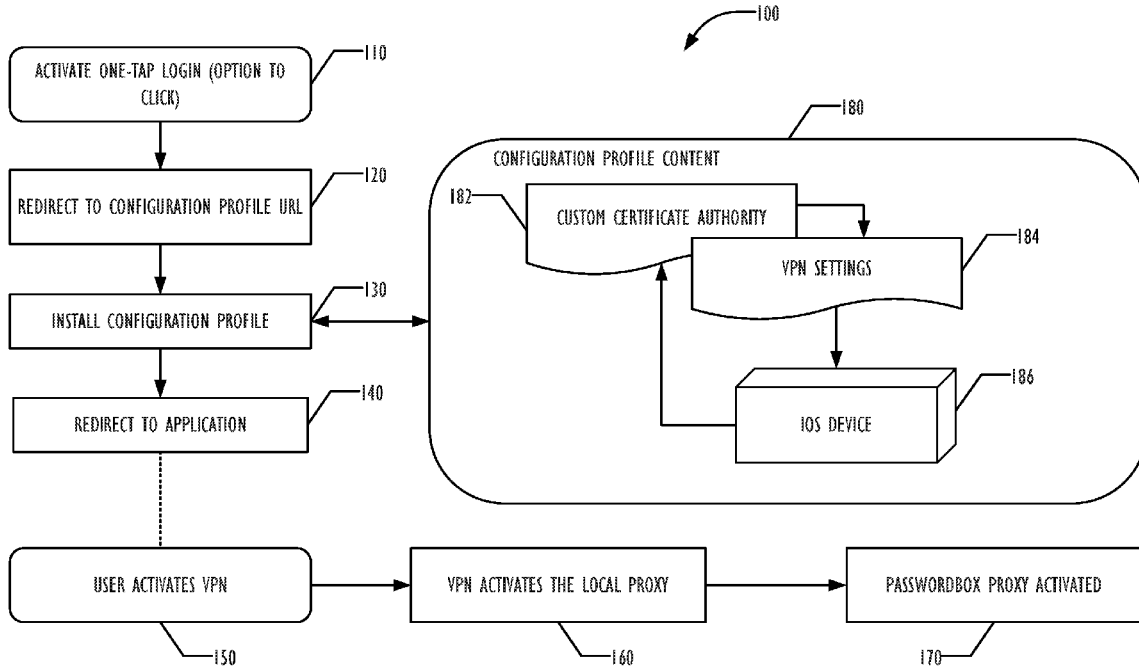 100
ACTIVATE ONE-TAP LOGIN (OPTION TO
CLICK)
110
REDIRECT TO CONFIGURATION PROFILE URL
120
INSTALL CONFIGURATION PROFILE
130
REDIRECT TO APPLICATION
140
180
CONFIGURATION PROFILE CONTENT
182
CUSTOM CERTIFICATE AUTHORITY
VPN SETTINGS
184
IOS DEVICE
186
USER ACTIVATES VPN
150
VPN ACTIVATES THE LOCAL PROXY
160
PASSWORDBOX PROXY ACTIVATED
170